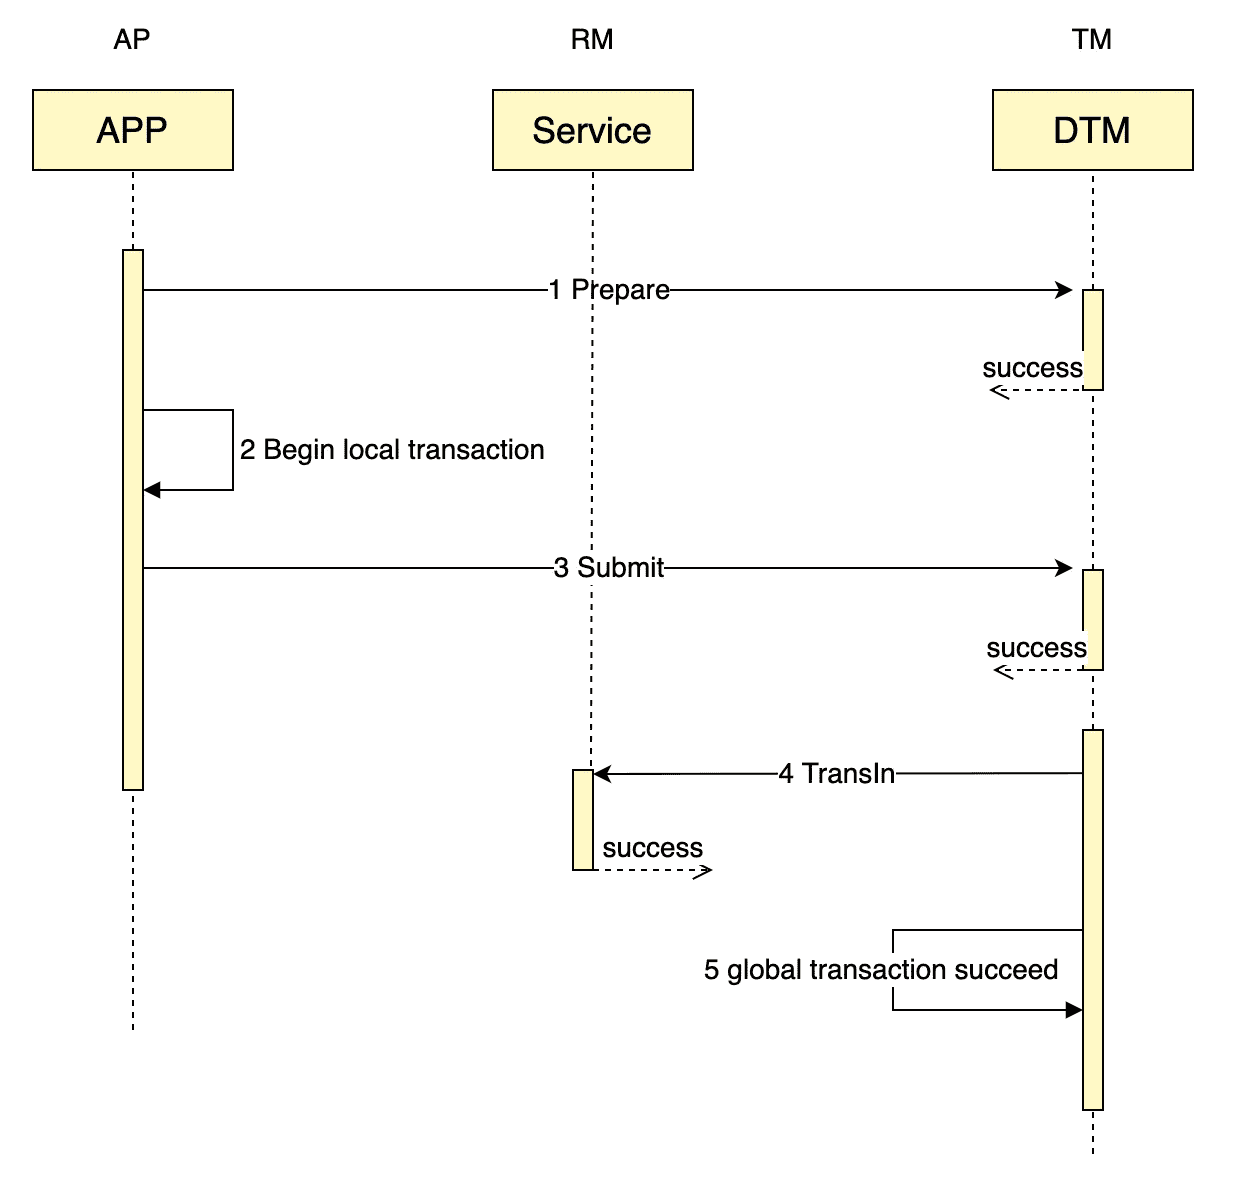 AP
RM
TM
APP
Service
DTM
1 Prepare
success
2 Begin local transaction
3 Submit
success
4 TransIn
success
5 global transaction succeed